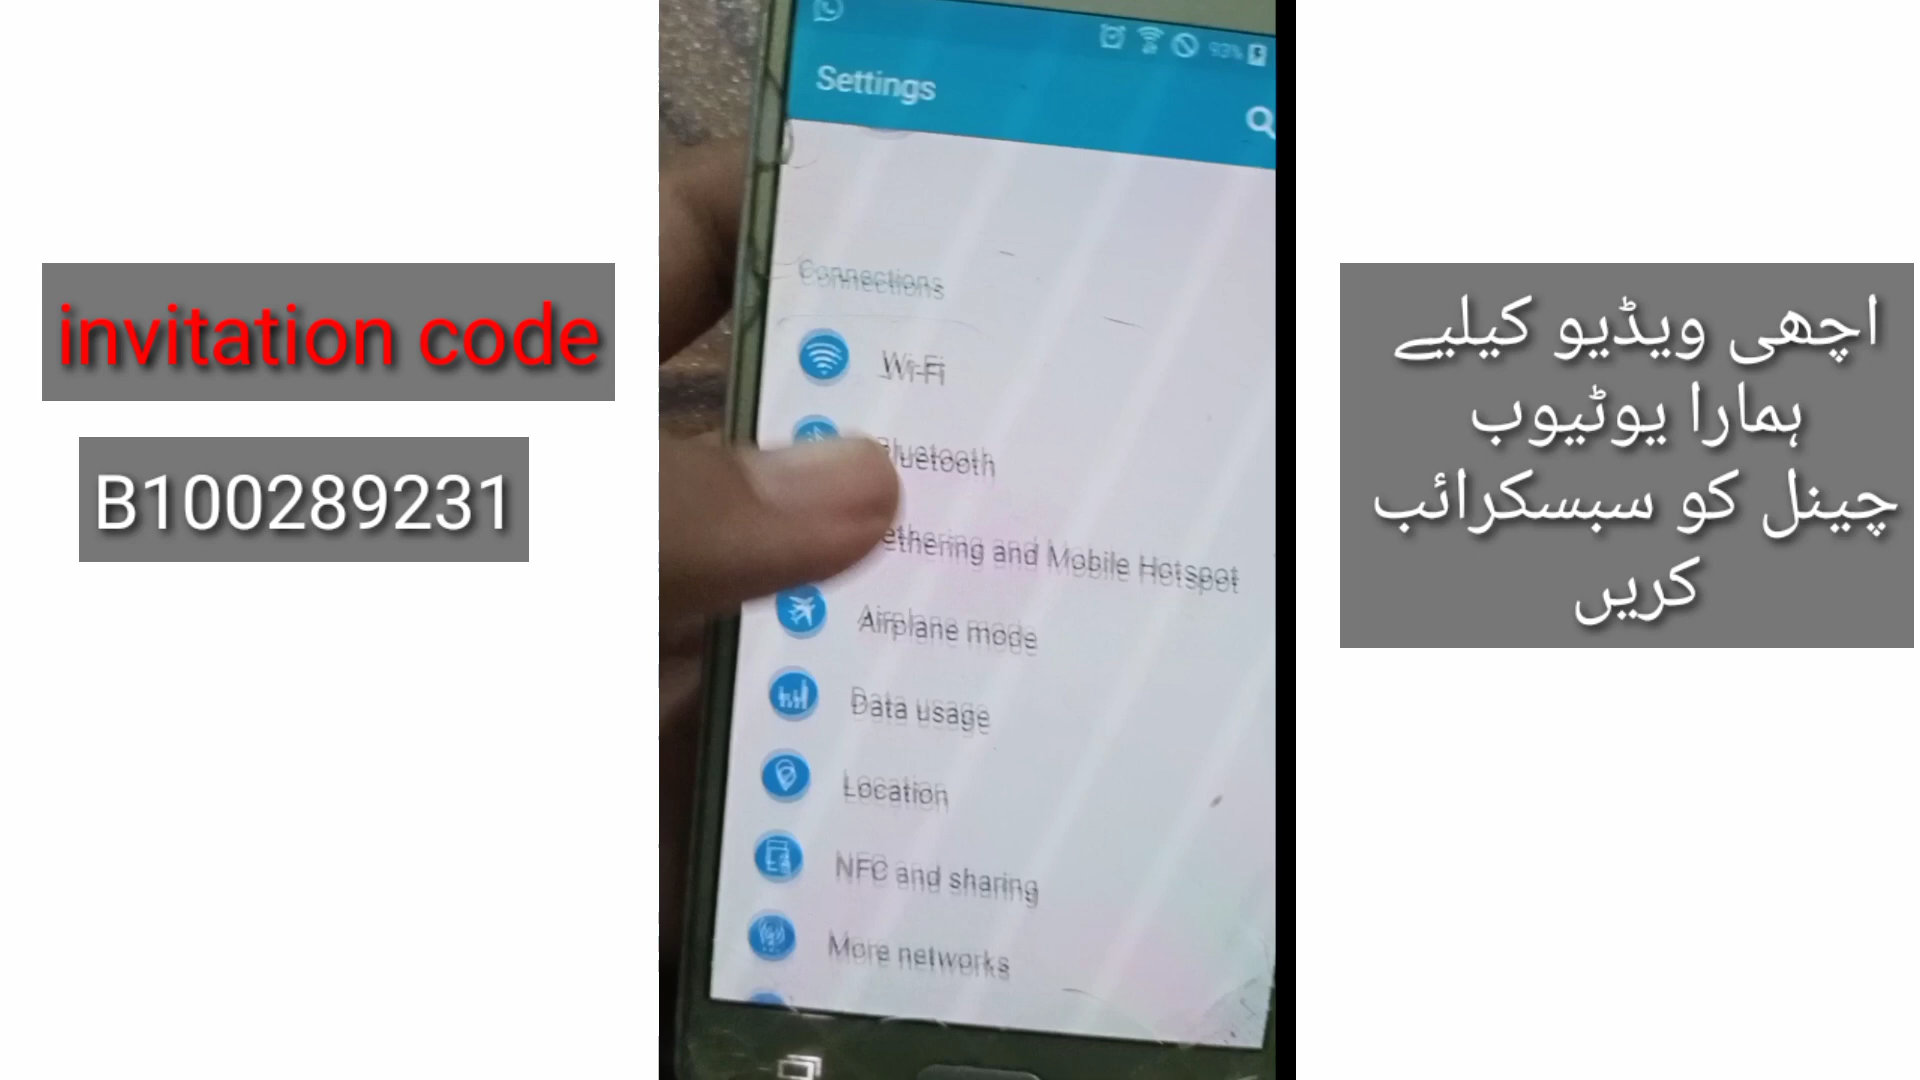 invitation code
B100289231
93%
Settings
Connections
Wi-Fi
Bluetooth
Tethering and Mobile Hotspot
Airplane mode
Data usage
Location
NFC and sharing
More networks
اچھی ویڈیو کیلیے
ہمارا یوٹیوب
چینل کو سبسکرائب
کریں